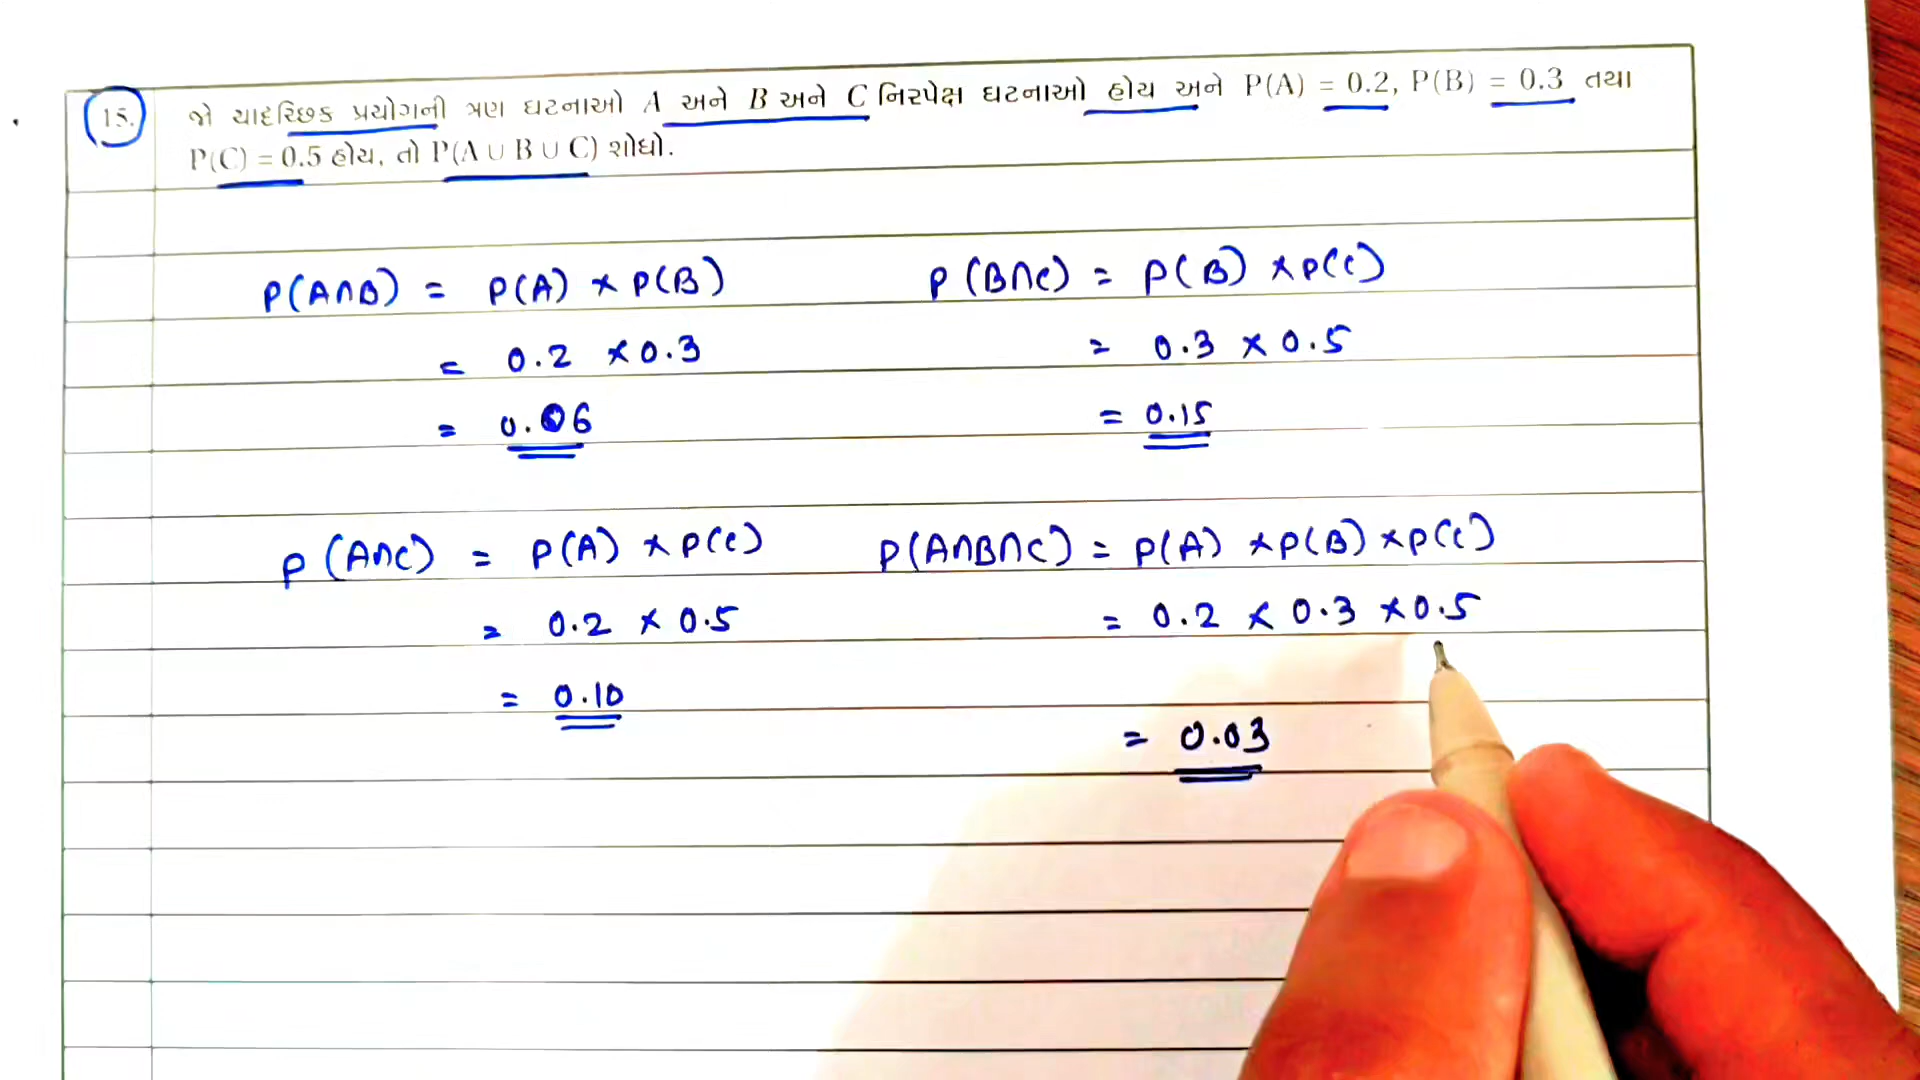 15. જો યાદચ્છિક પ્રયોગની ત્રણ ઘટનાઓ A અને B અને C નિરપેક્ષ ઘટનાઓ હોય અને P(A) = 0.2, P(B) = 0.3 તથા
P(C) = 0.5 હોય, તો P(A ∪ B ∪ C) શોધો.
P(A∩B) = P(A) × P(B)
= 0.2 × 0.3
= 0.06
P(B∩C) = P(B) × P(C)
= 0.3 × 0.5
= 0.15
P(A∩C) = P(A) × P(C)
= 0.2 × 0.5
= 0.10
P(A∩B∩C) = P(A) × P(B) × P(C)
= 0.2 × 0.3 × 0.5
= 0.03